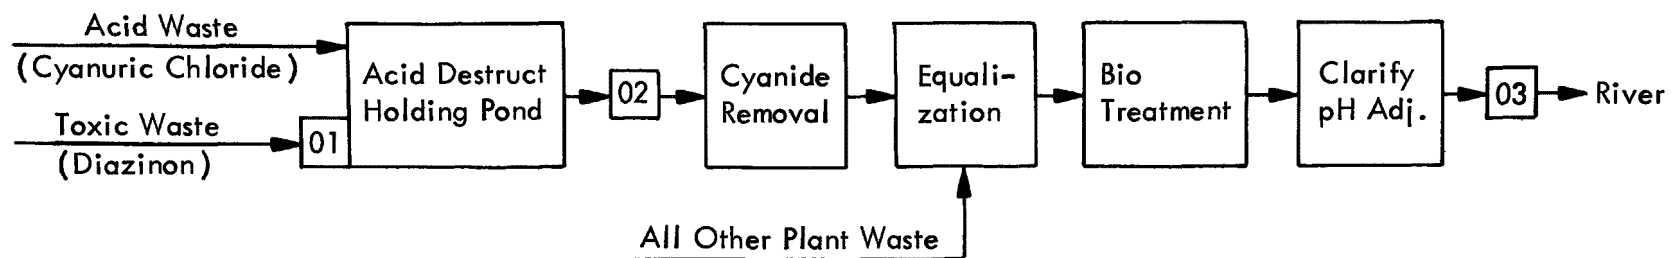 Acid Waste
(Cyanuric Chloride)
Toxic Waste
(Diazinon)
01
Acid Destruct
Holding Pond
02
Cyanide
Removal
Equali-
zation
All Other Plant Waste
Bio
Treatment
Clarify
pH Adj.
03
River